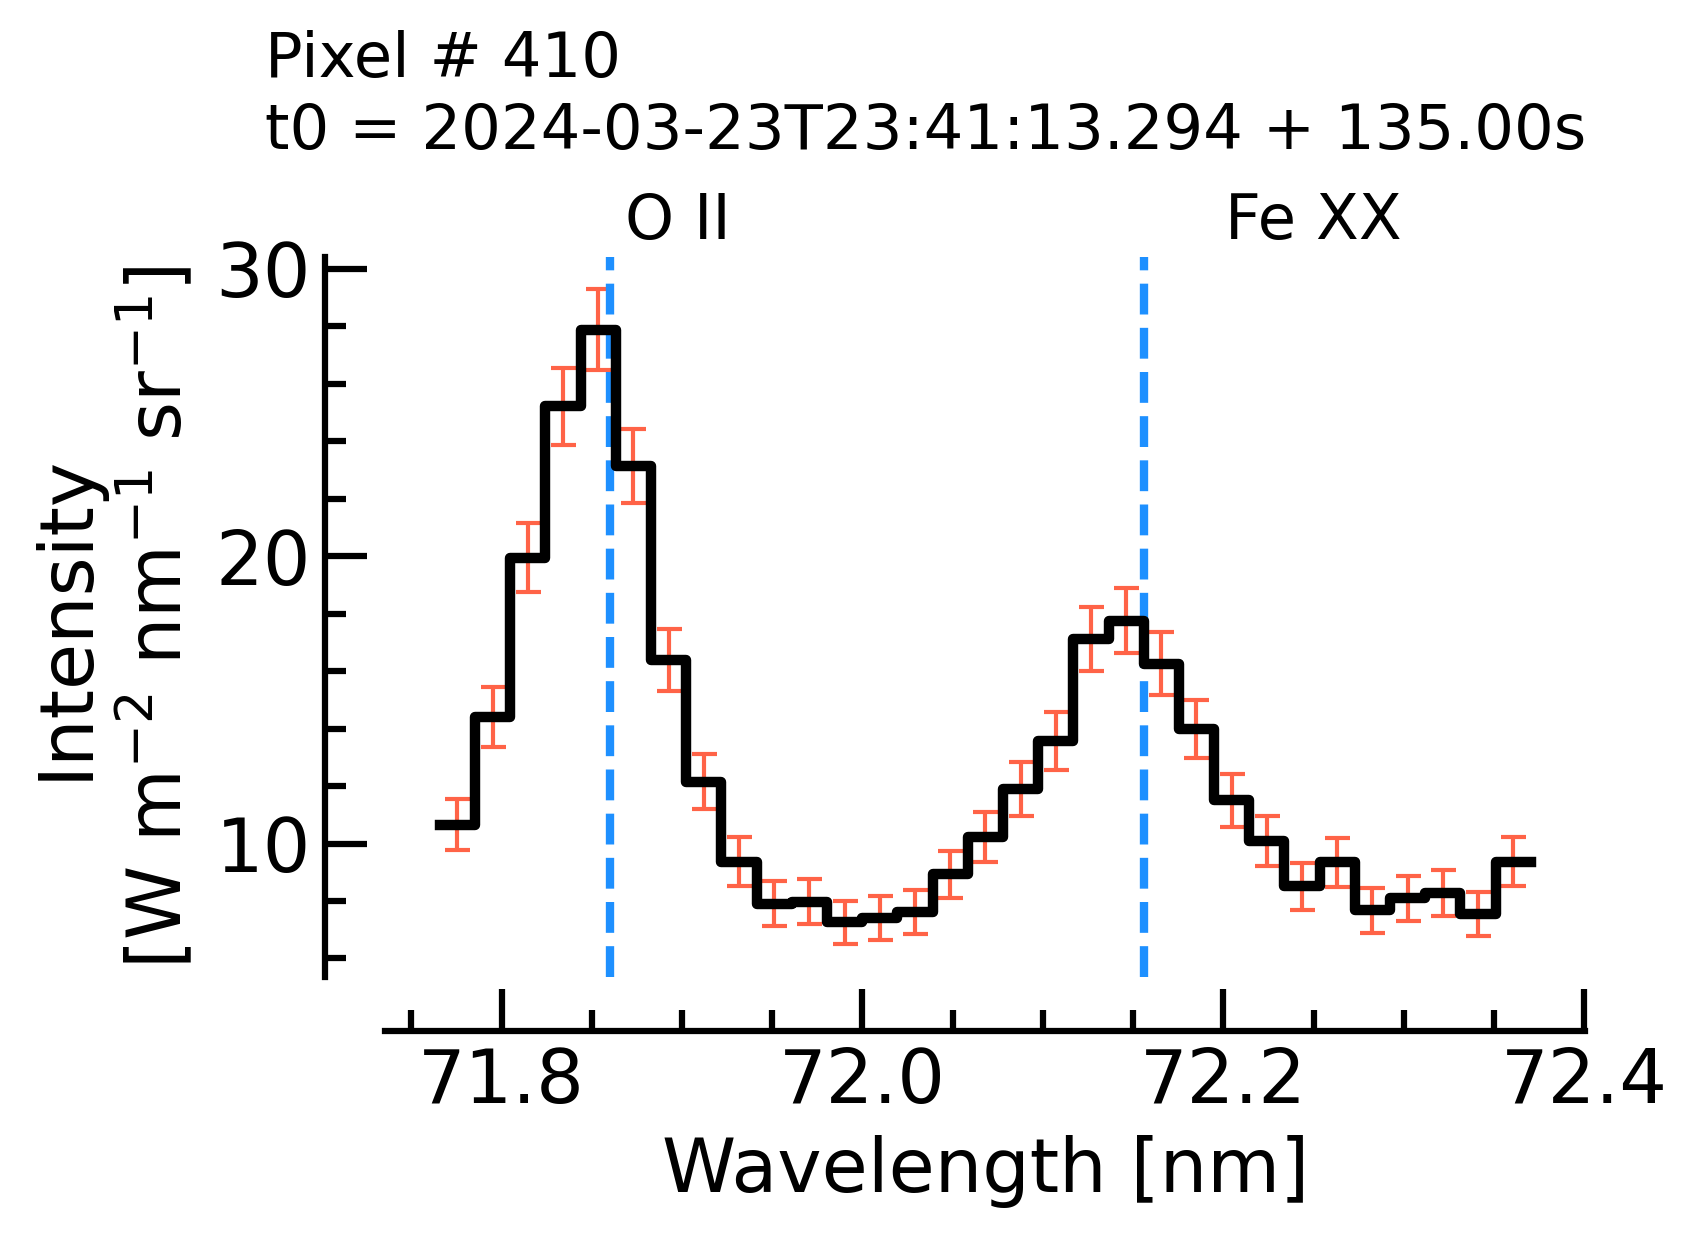 Pixel # 410
t0 = 2024-03-23T23:41:13.294 + 135.00s
O II
Fe XX
Intensity
[W m⁻² nm⁻¹ sr⁻¹]
30
20
10
71.8 72.0 72.2 72.4
Wavelength [nm]